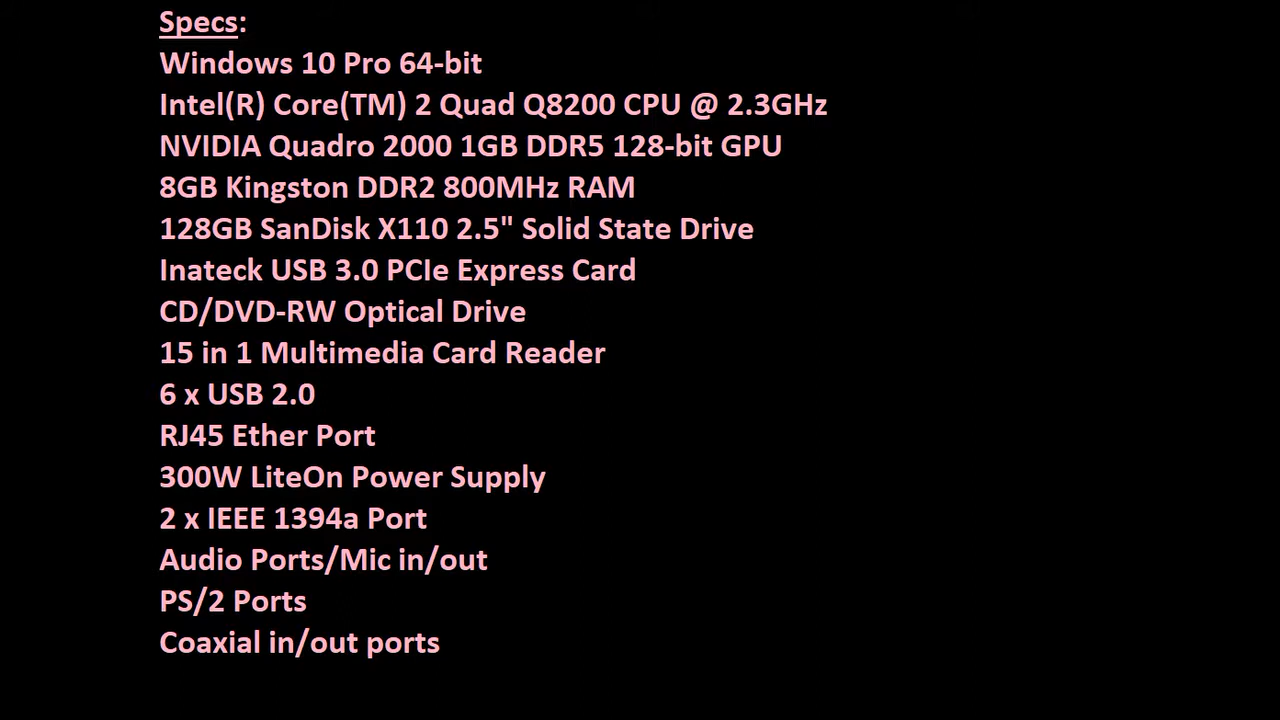 Specs:
Windows 10 Pro 64-bit
Intel(R) Core(TM) 2 Quad Q8200 CPU @ 2.3GHz
NVIDIA Quadro 2000 1GB DDR5 128-bit GPU
8GB Kingston DDR2 800MHz RAM
128GB SanDisk X110 2.5" Solid State Drive
Inateck USB 3.0 PCIe Express Card
CD/DVD-RW Optical Drive
15 in 1 Multimedia Card Reader
6 x USB 2.0
RJ45 Ether Port
300W LiteOn Power Supply
2 x IEEE 1394a Port
Audio Ports/Mic in/out
PS/2 Ports
Coaxial in/out ports